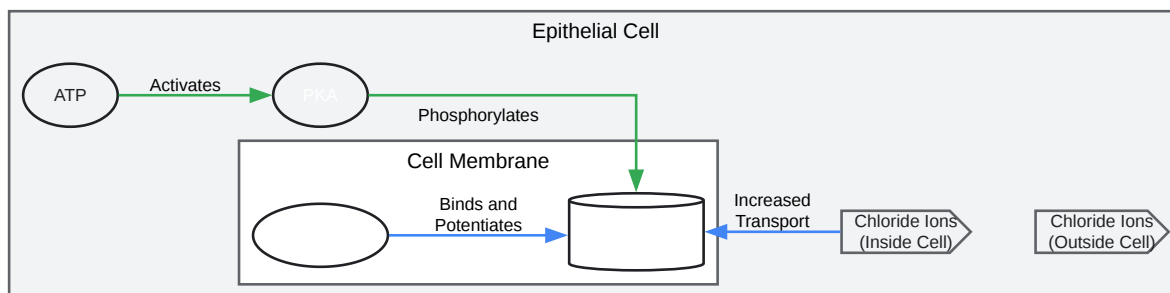 Epithelial Cell
ATP
Activates
PKA
Phosphorylates
Cell Membrane
Binds and
Potentiates
Increased
Transport
Chloride Ions
(Inside Cell)
Chloride Ions
(Outside Cell)